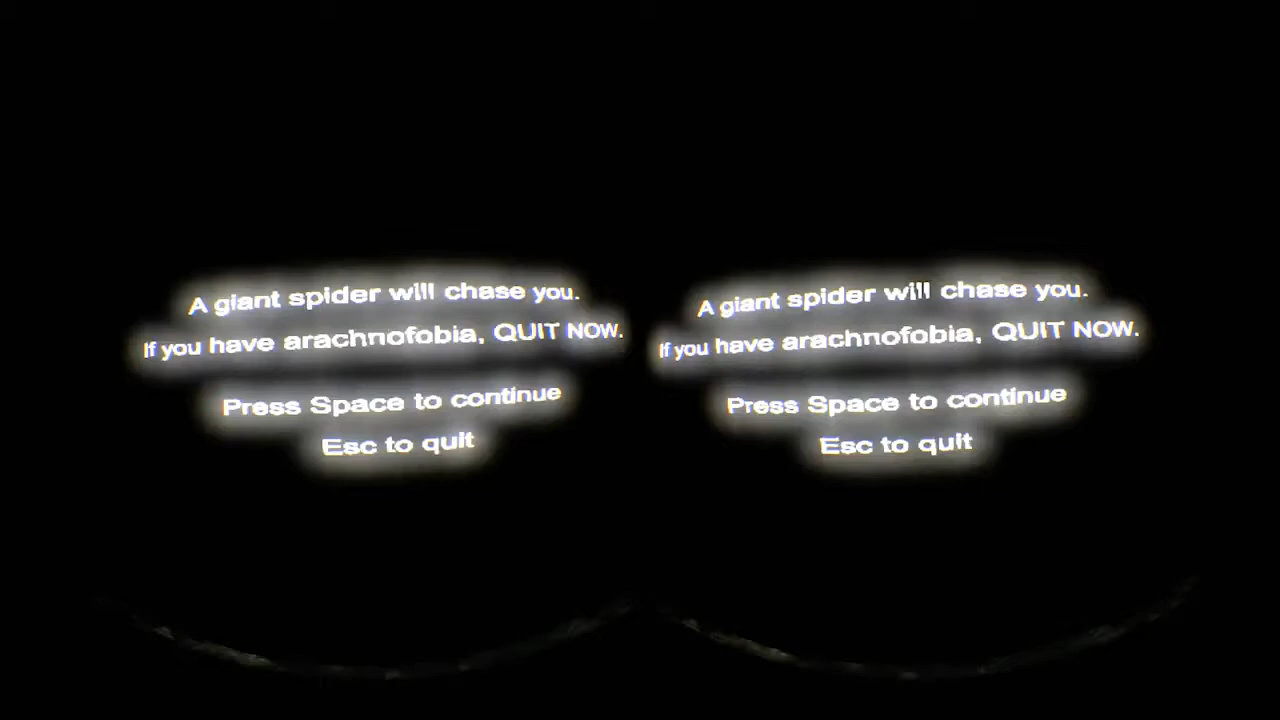 A giant spider will chase you.
If you have arachnofobia, QUIT NOW.
Press Space to continue
Esc to quit
A giant spider will chase you.
If you have arachnofobia, QUIT NOW.
Press Space to continue
Esc to quit